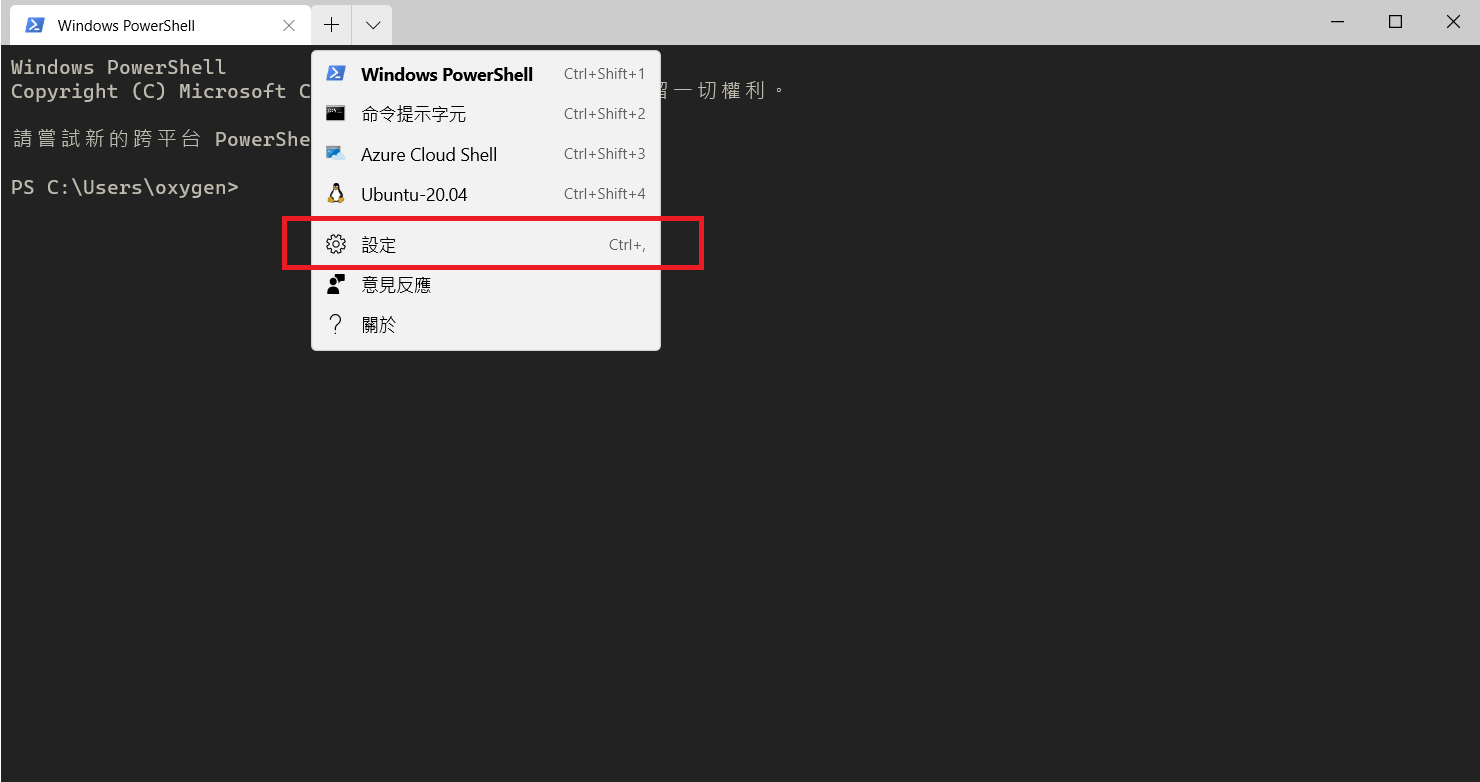 Windows PowerShell
Windows PowerShell
Copyright (C) Microsoft C
留一切權利。
請嘗試新的跨平台 PowerShe
PS C:\Users\oxygen>
Windows PowerShell Ctrl+Shift+1
命令提示字元 Ctrl+Shift+2
Azure Cloud Shell Ctrl+Shift+3
Ubuntu-20.04 Ctrl+Shift+4
設定 Ctrl+,
意見反應
關於